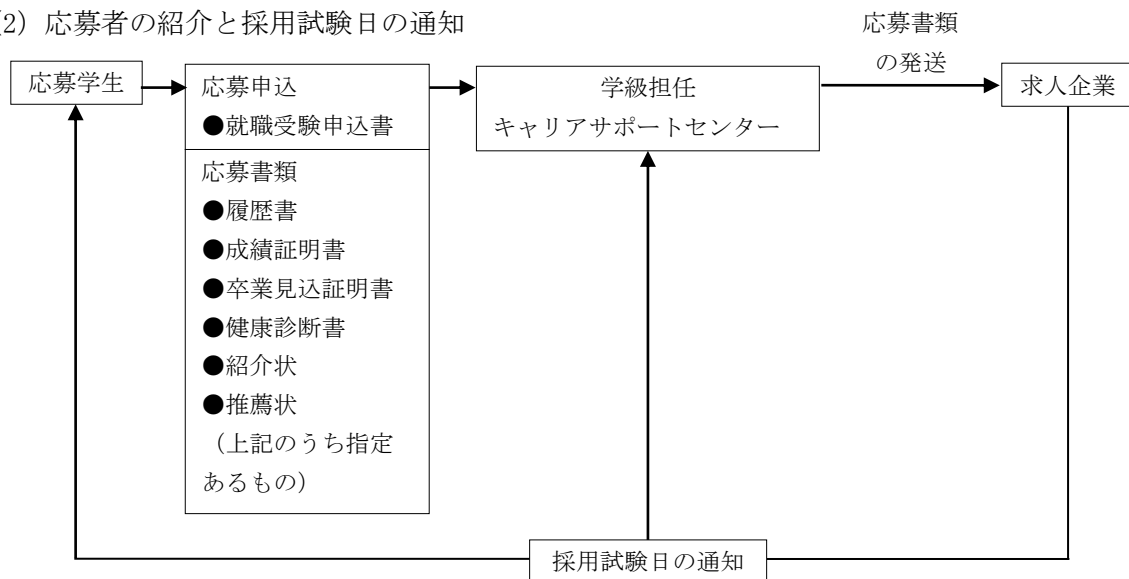 (2) 応募者の紹介と採用試験日の通知
応募書類
の発送
応募学生
応募申込
●就職受験申込書
応募書類
●履歴書
●成績証明書
●卒業見込証明書
●健康診断書
●紹介状
●推薦状
（上記のうち指定
あるもの）
学級担任
キャリアサポートセンター
求人企業
採用試験日の通知